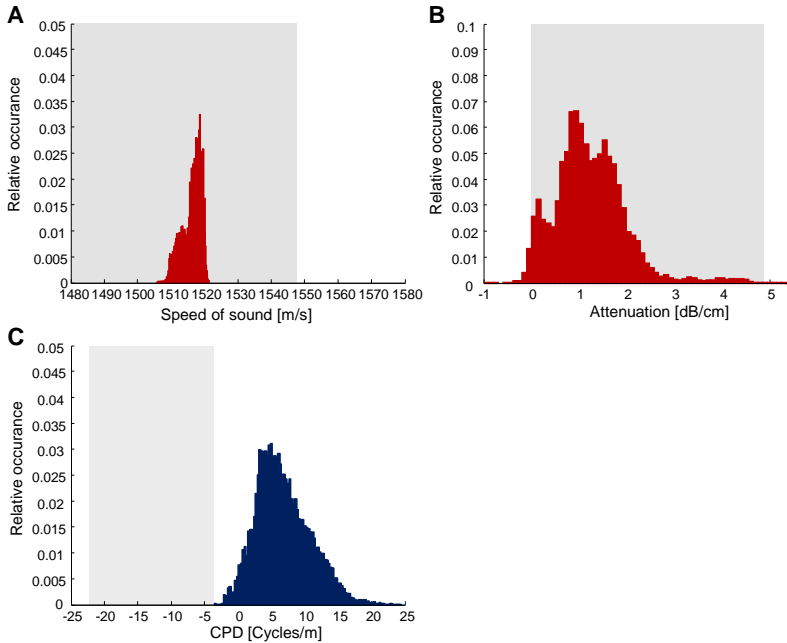 A
Relative occurance
0.05
0.045
0.04
0.035
0.03
0.025
0.02
0.015
0.01
0.005
0
1480 1490 1500 1510 1520 1530 1540 1550 1560 1570 1580
Speed of sound [m/s]
B
Relative occurance
0.1
0.09
0.08
0.07
0.06
0.05
0.04
0.03
0.02
0.01
0
-1 0 1 2 3 4 5
Attenuation [dB/cm]
C
Relative occurance
0.05
0.045
0.04
0.035
0.03
0.025
0.02
0.015
0.01
0.005
0
-25 -20 -15 -10 -5 0 5 10 15 20 25
CPD [Cycles/m]